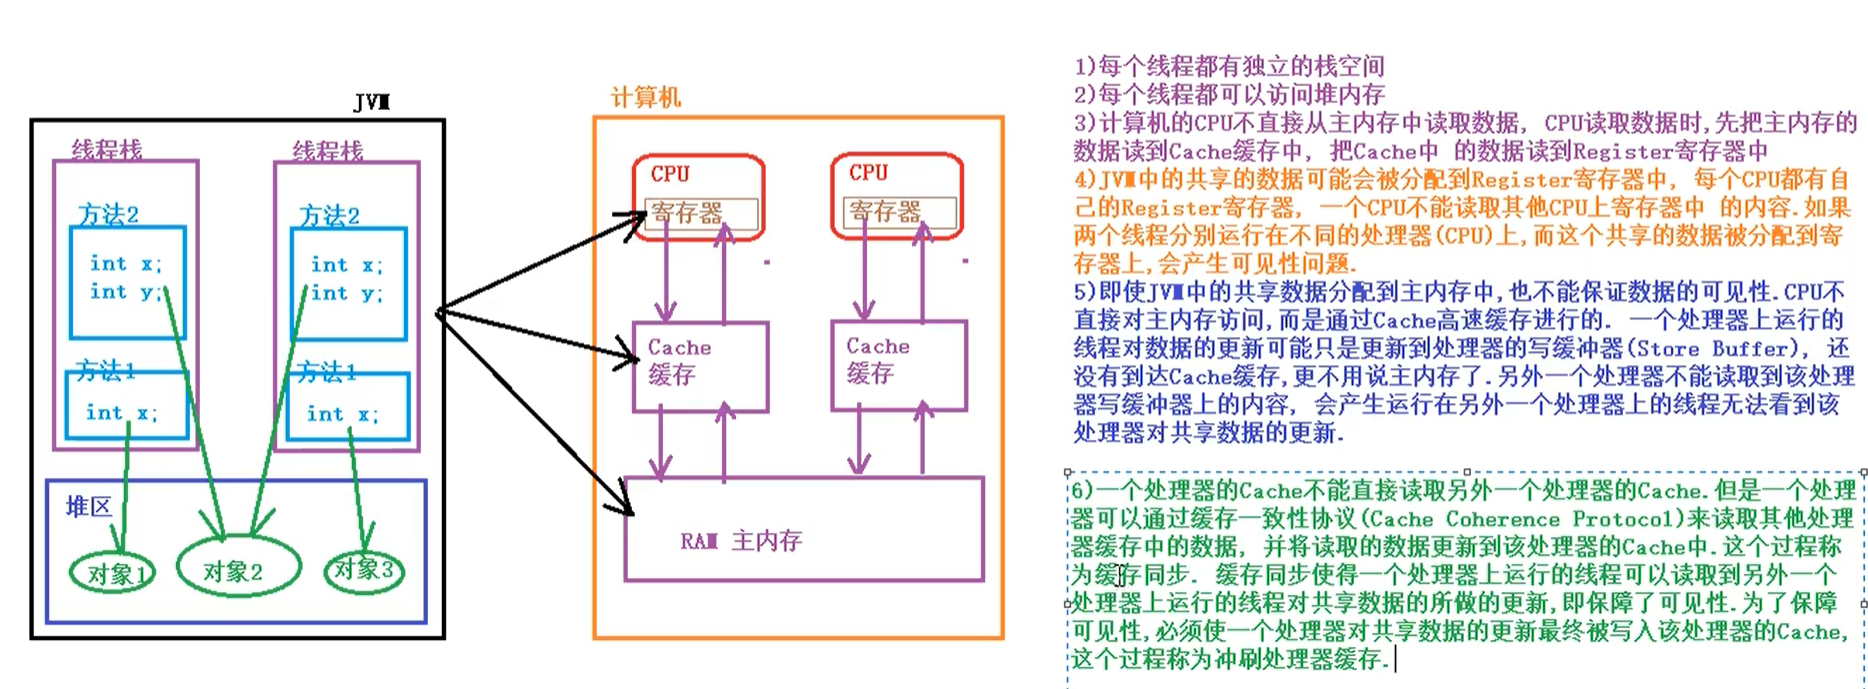 JVM
线程栈
方法2
int x;
int y;
方法1
int x;
线程栈
方法2
int x;
int y;
方法1
int x;
堆区
对象1
对象2
对象3
计算机
CPU
寄存器
CPU
寄存器
Cache
缓存
Cache
缓存
RAM 主内存
1)每个线程都有独立的栈空间
2)每个线程都可以访问堆内存
3)计算机的CPU不直接从主内存中读取数据, CPU读取数据时,先把主内存的
数据读到Cache缓存中, 把Cache中 的数据读到Register寄存器中
4)JVM中的共享的数据可能会被分配到Register寄存器中, 每个CPU都有自
己的Register寄存器, 一个CPU不能读取其他CPU上寄存器中 的内容.如果
两个线程分别运行在不同的处理器(CPU)上,而这个共享的数据被分配到寄
存器上,会产生可见性问题.
5)即使JVM中的共享数据分配到主内存中,也不能保证数据的可见性.CPU不
直接对主内存访问,而是通过Cache高速缓存进行的. 一个处理器上运行的
线程对数据的更新可能只是更新到处理器的写缓冲器(Store Buffer), 还
没有到达Cache缓存,更不用说主内存了.另外一个处理器不能读取到该处理
器写缓冲器上的内容, 会产生运行在另外一个处理器上的线程无法看到该
处理器对共享数据的更新.
6)一个处理器的Cache不能直接读取另外一个处理器的Cache.但是一个处理
器可以通过缓存一致性协议(Cache Coherence Protocol)来读取其他处理
器缓存中的数据, 并将读取的数据更新到该处理器的Cache中.这个过程称
为缓存同步. 缓存同步使得一个处理器上运行的线程可以读取到另外一个
处理器上运行的线程对共享数据的所做的更新,即保障了可见性.为了保障
可见性,必须使一个处理器对共享数据的更新最终被写入该处理器的Cache,
这个过程称为冲刷处理器缓存.